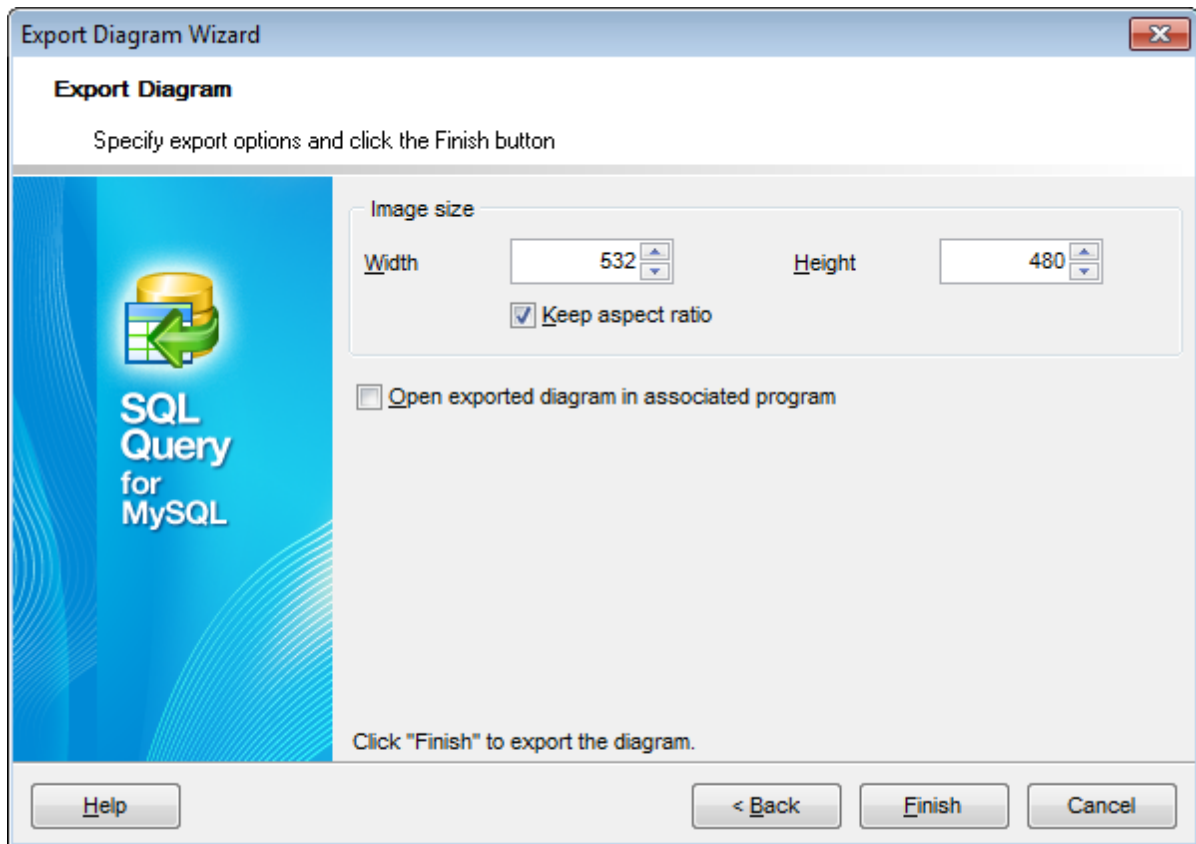 Export Diagram Wizard
Export Diagram
Specify export options and click the Finish button
Image size
Width 532 Height 480
Keep aspect ratio
Open exported diagram in associated program
SQL
Query
for
MySQL
Click "Finish" to export the diagram.
Help < Back Finish Cancel